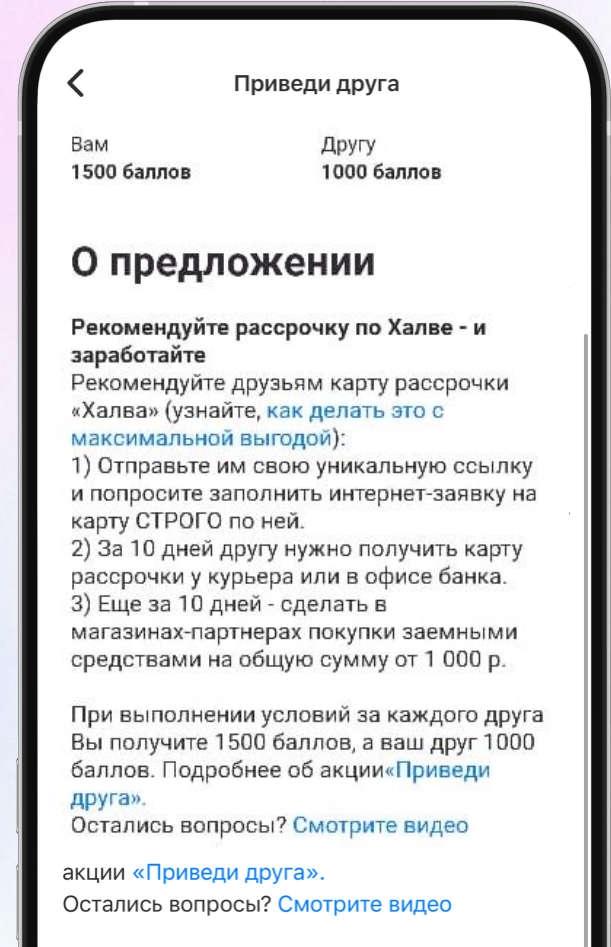 Приведи друга
Вам Другу
1500 баллов 1000 баллов
О предложении
Рекомендуйте рассрочку по Халве - и
заработайте
Рекомендуйте друзьям карту рассрочки
«Халва» (узнайте, как делать это с
максимальной выгодой):
1) Отправьте им свою уникальную ссылку
и попросите заполнить интернет-заявку на
карту СТРОГО по ней.
2) За 10 дней другу нужно получить карту
рассрочки у курьера или в офисе банка.
3) Еще за 10 дней - сделать в
магазинах-партнерах покупки заемными
средствами на общую сумму от 1 000 р.
При выполнении условий за каждого друга
Вы получите 1500 баллов, а ваш друг 1000
баллов. Подробнее об акции«Приведи
друга».
Остались вопросы? Смотрите видео
акции «Приведи друга».
Остались вопросы? Смотрите видео